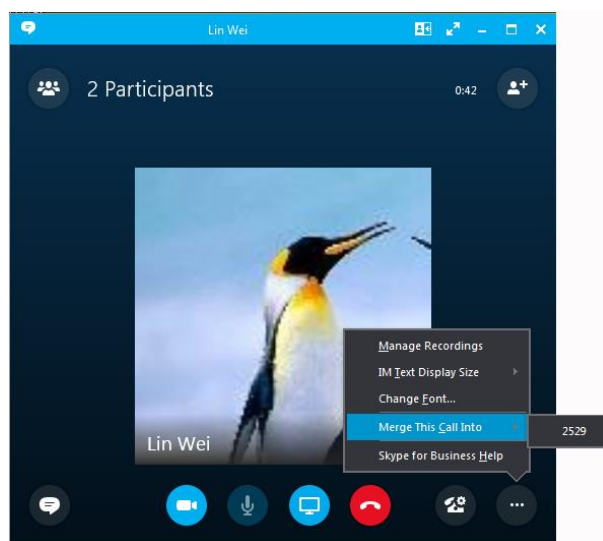 Lin Wei
2 Participants
0:42
Manage Recordings
IM Text Display Size
Change Font...
Merge This Call Into
2529
Skype for Business Help
Lin Wei